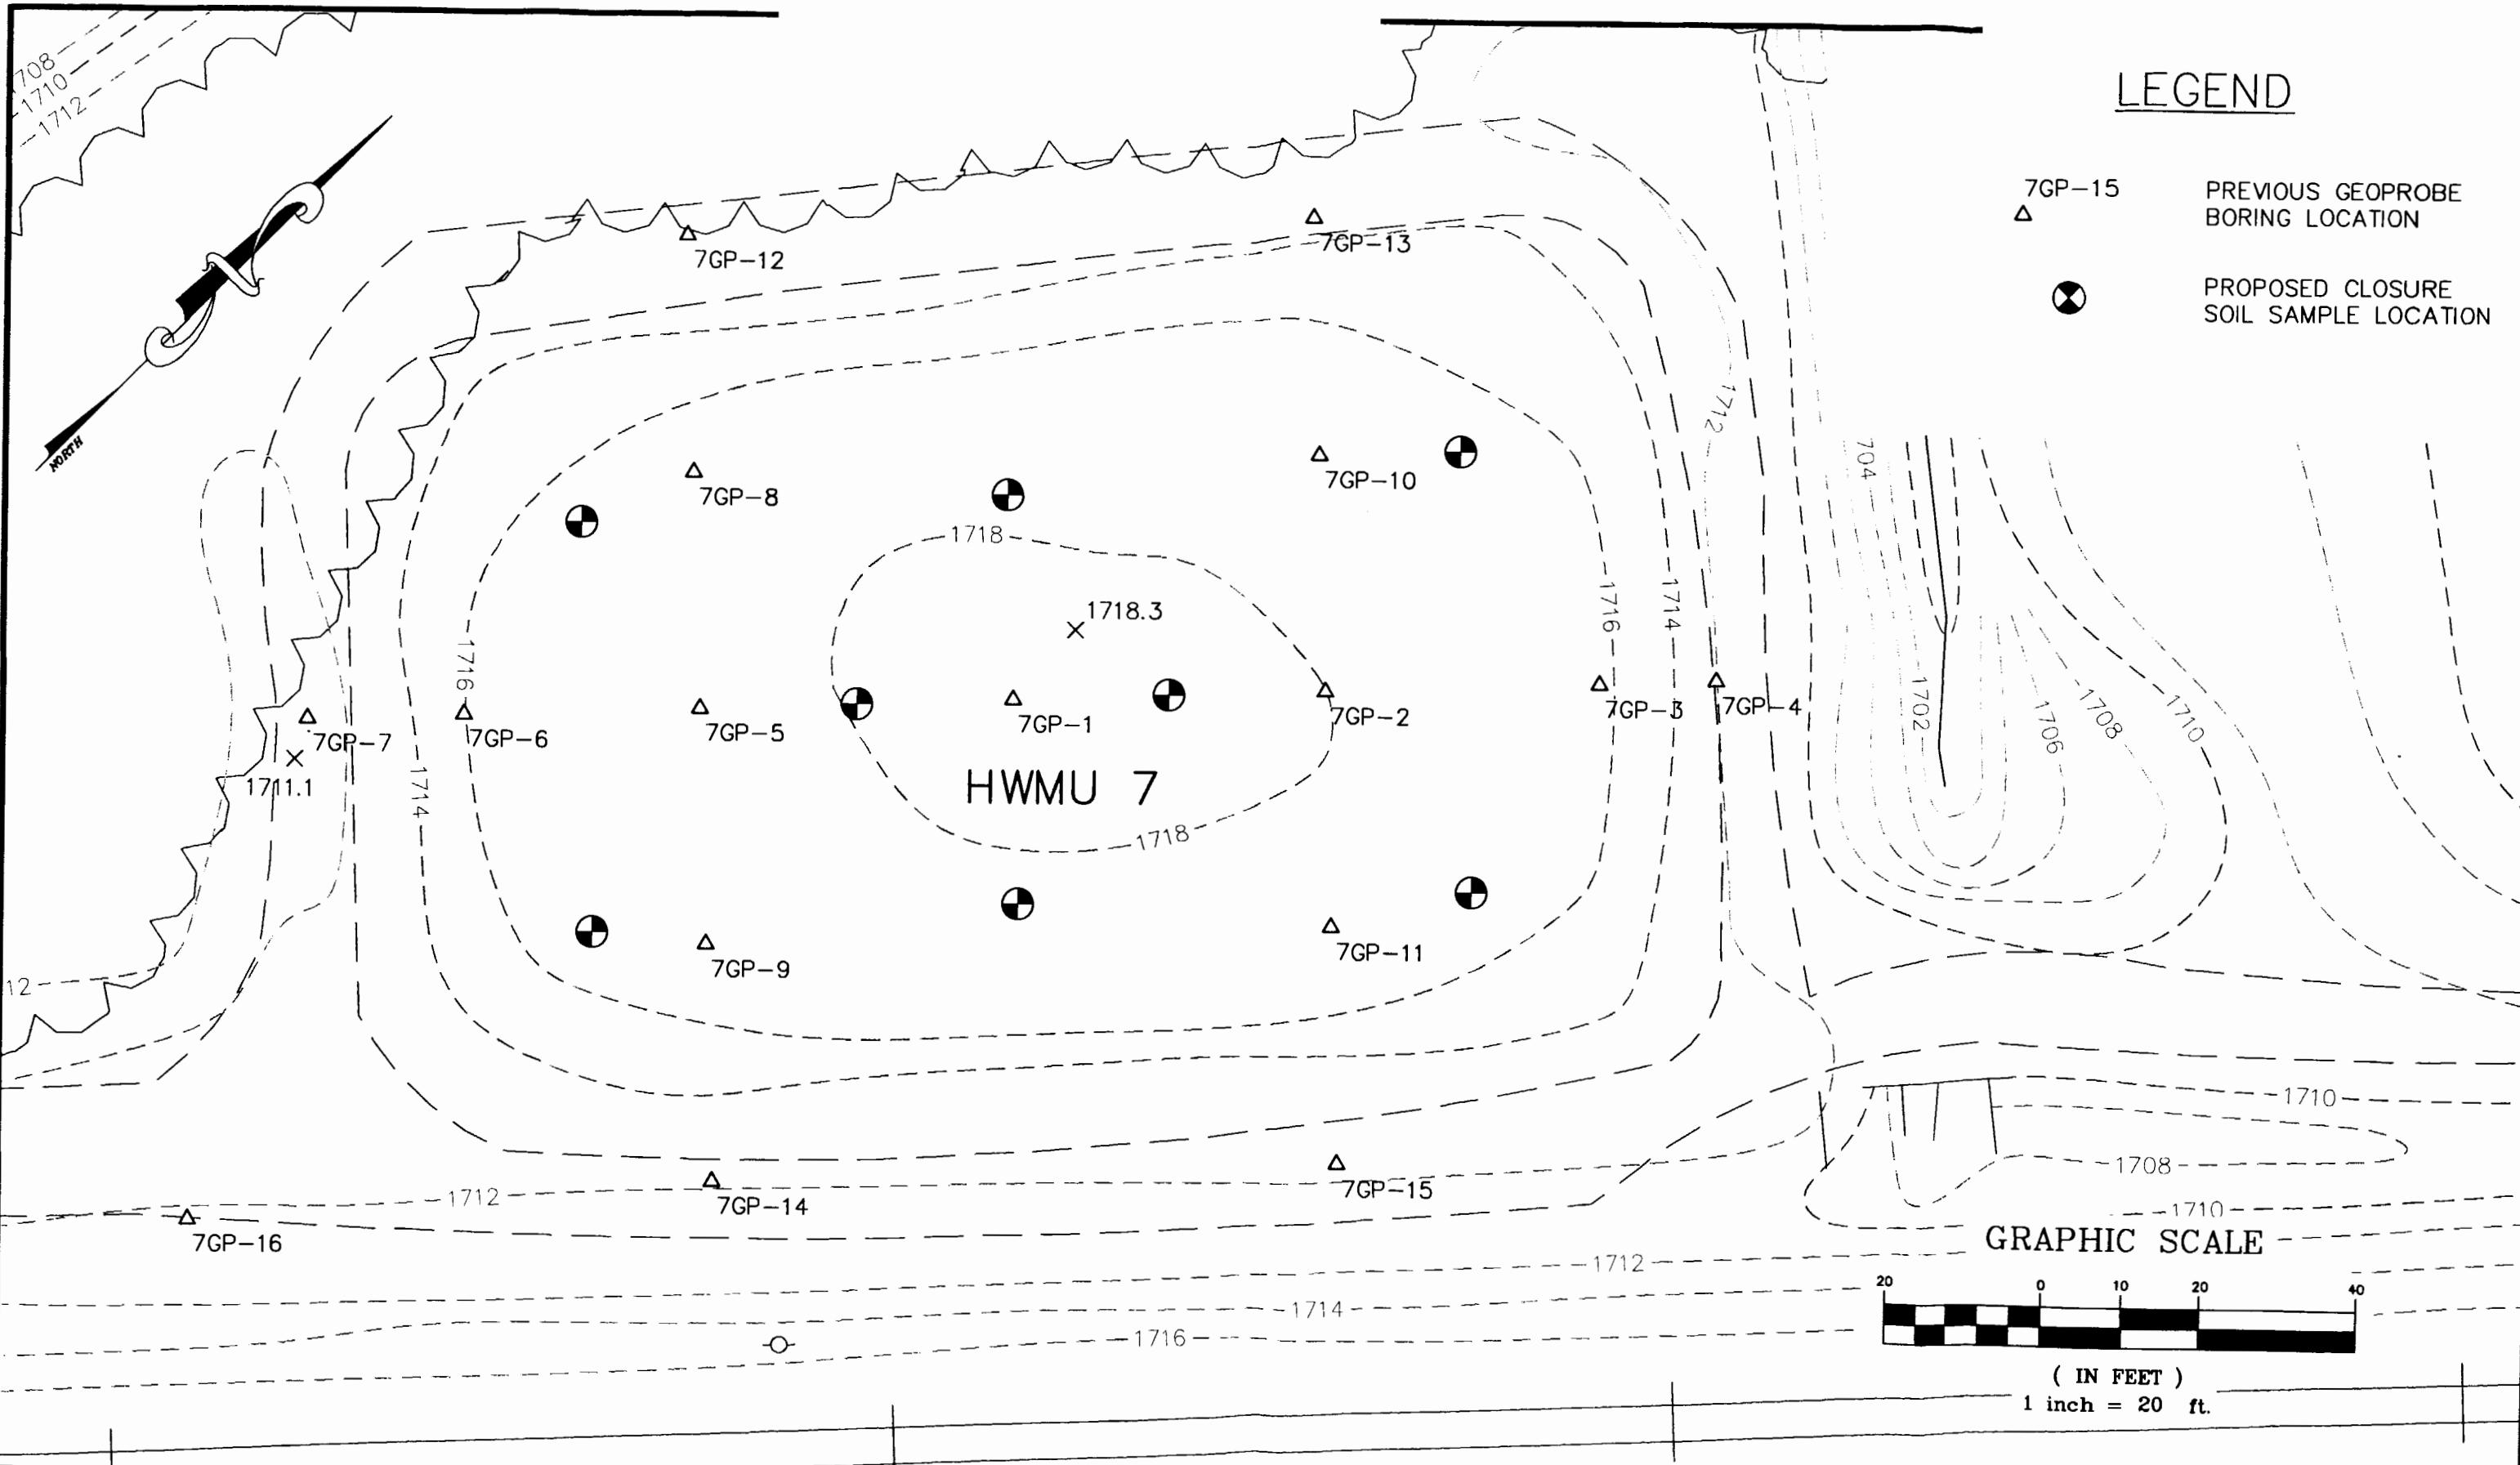 LEGEND
7GP-15
PREVIOUS GEOPROBE
BORING LOCATION
PROPOSED CLOSURE
SOIL SAMPLE LOCATION
708
1710
1712
NORTH
7GP-12
7GP-13
1712
704
7GP-8
7GP-10
1718
1718.3
1716
1716
1714
7GP-7
1711.1
7GP-6
7GP-5
7GP-1
7GP-2
7GP-3
7GP-4
1702
1706
1708
1710
1714
HWMU 7
1718
7GP-9
7GP-11
12
1710
1708
1710
1712
7GP-14
7GP-15
7GP-16
1712
1714
1716
GRAPHIC SCALE
20 0 10 20 40
( IN FEET )
1 inch = 20 ft.